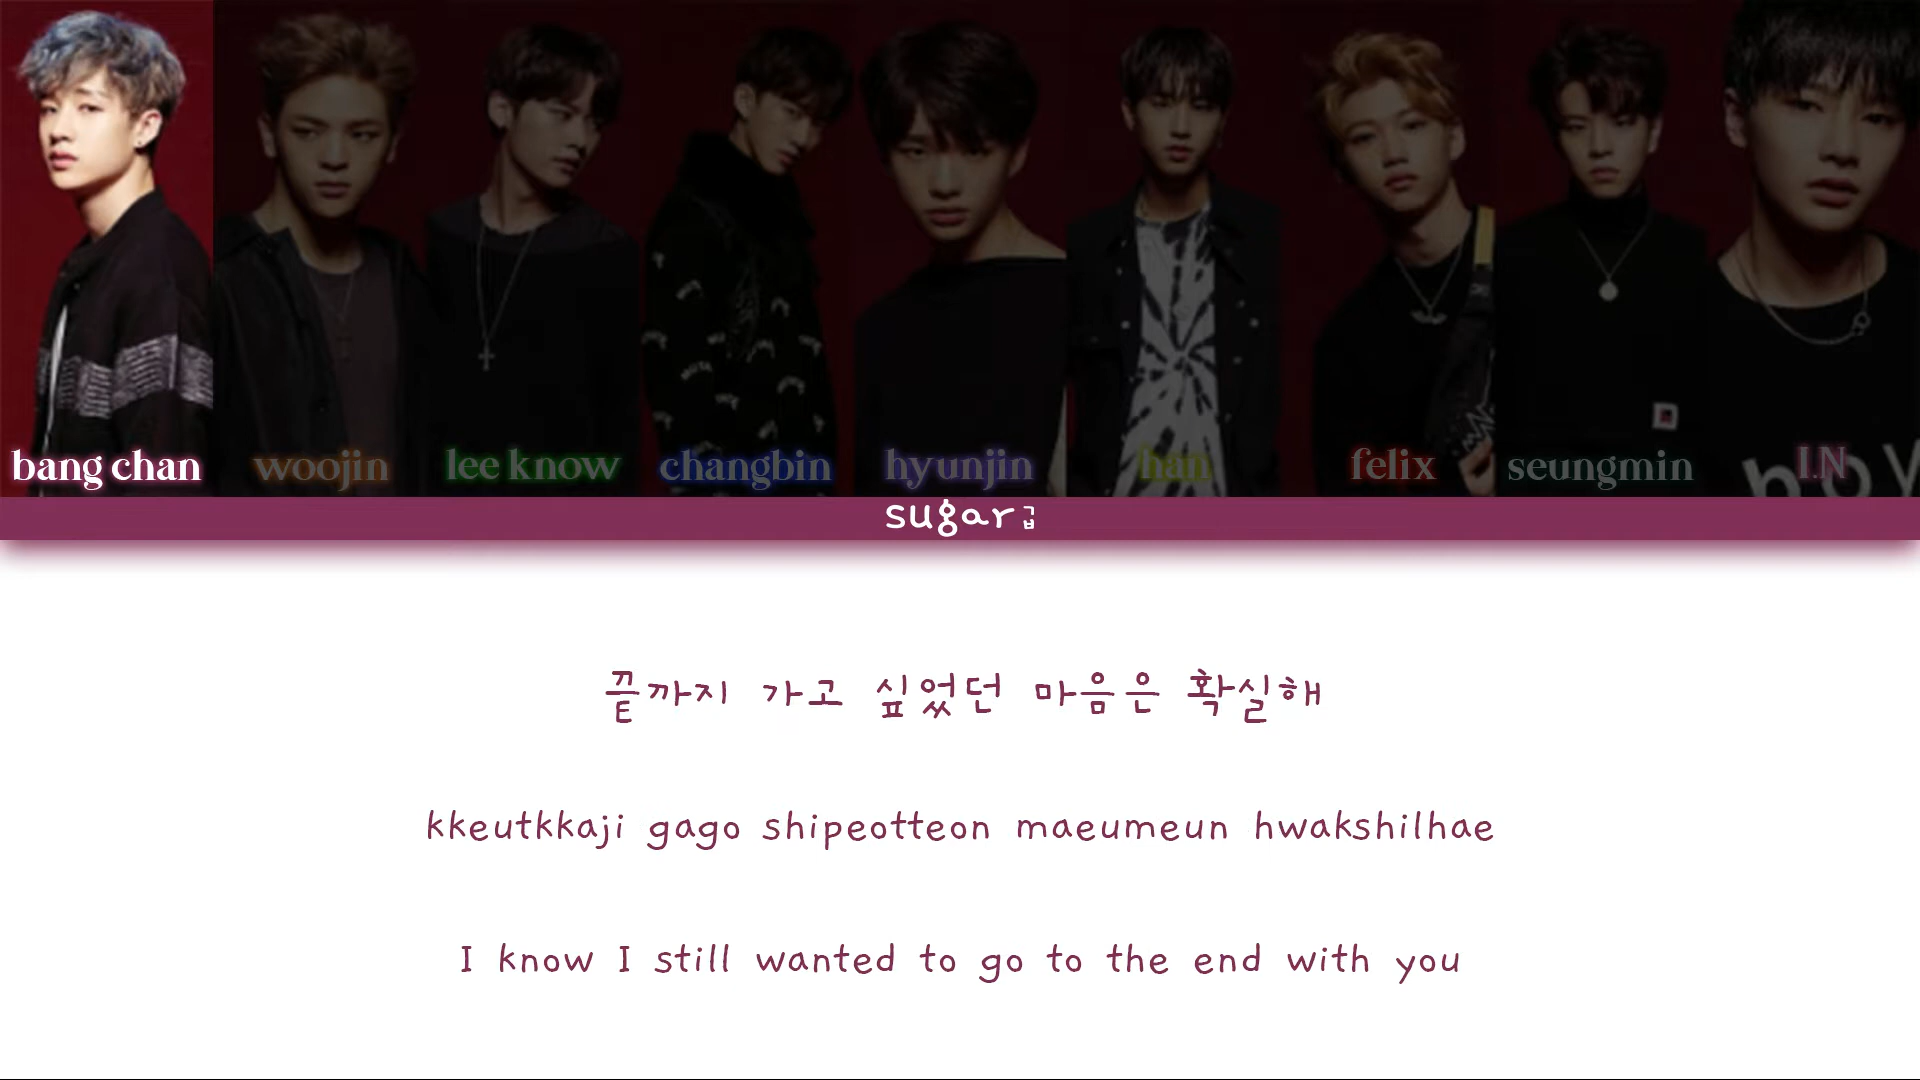 bang chan woojin lee know changbin hyunjin han felix seungmin I.N
sugar 급
끝까지 가고 싶었던 마음은 확실해
kkeutkkaji gago shipeotteon maeumeun hwakshilhae
I know I still wanted to go to the end with you